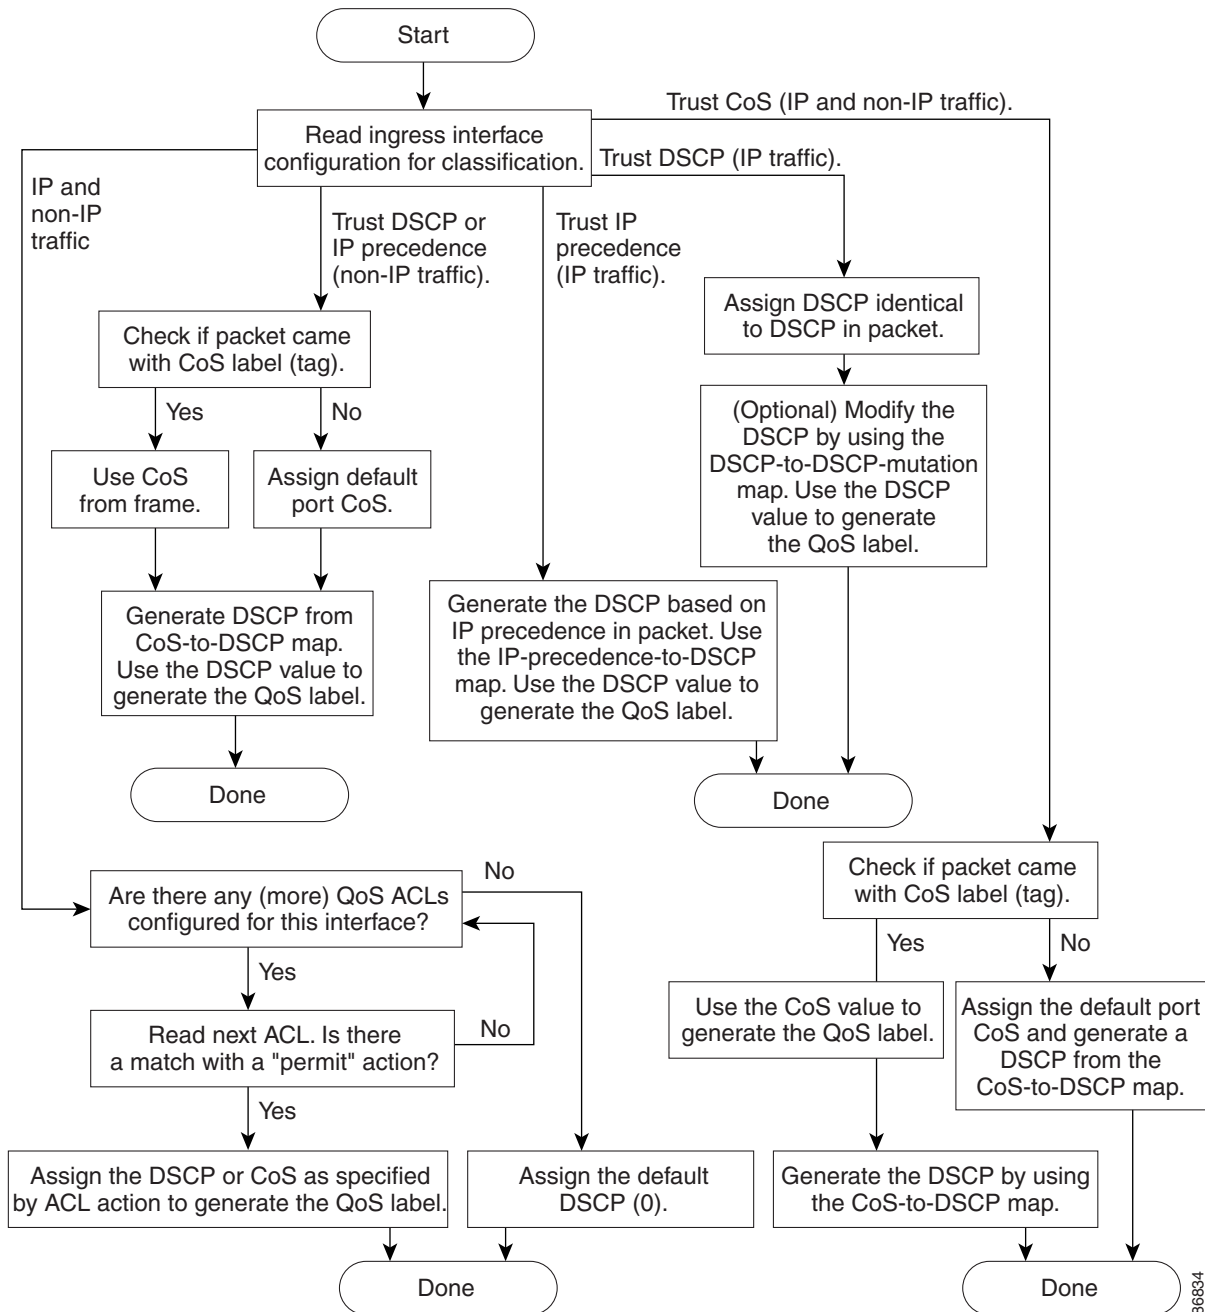 Start
Trust CoS (IP and non-IP traffic).
Read ingress interface
configuration for classification.
Trust DSCP (IP traffic).
IP and
non-IP
traffic
Trust DSCP or
IP precedence
(non-IP traffic).
Trust IP
precedence
(IP traffic).
Assign DSCP identical
to DSCP in packet.
Check if packet came
with CoS label (tag).
Yes
No
(Optional) Modify the
DSCP by using the
DSCP-to-DSCP-mutation
map. Use the DSCP
value to generate
the QoS label.
Use CoS
from frame.
Assign default
port CoS.
Generate DSCP from
CoS-to-DSCP map.
Use the DSCP value to
generate the QoS label.
Generate the DSCP based on
IP precedence in packet. Use
the IP-precedence-to-DSCP
map. Use the DSCP value to
generate the QoS label.
Done
Done
Are there any (more) QoS ACLs
configured for this interface?
No
Check if packet came
with CoS label (tag).
Yes
Yes
No
Read next ACL. Is there
a match with a "permit" action?
No
Use the CoS value to
generate the QoS label.
Assign the default port
CoS and generate a
DSCP from the
CoS-to-DSCP map.
Yes
Assign the DSCP or CoS as specified
by ACL action to generate the QoS label.
Assign the default
DSCP (0).
Generate the DSCP by using
the CoS-to-DSCP map.
Done
Done
86834